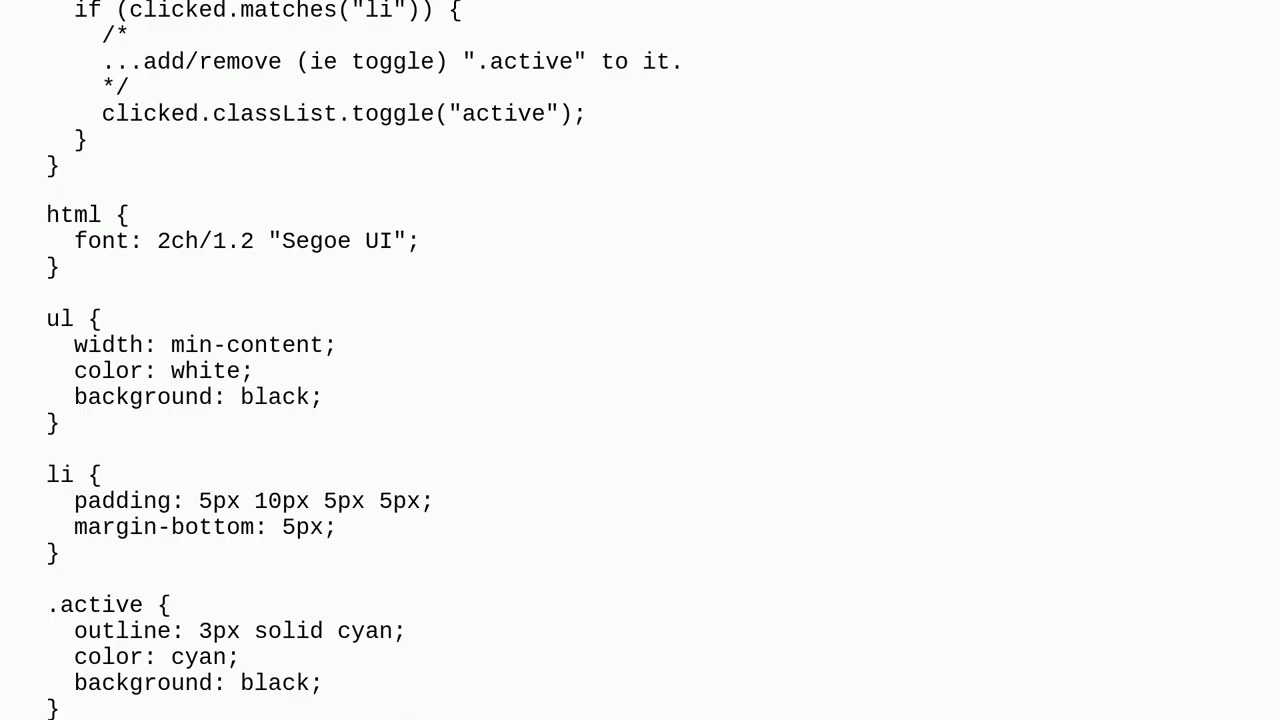 if (clicked.matches("li")) {
/*
...add/remove (ie toggle) ".active" to it.
*/
clicked.classList.toggle("active");
}
}
html {
font: 2ch/1.2 "Segoe UI";
}
ul {
width: min-content;
color: white;
background: black;
}
li {
padding: 5px 10px 5px 5px;
margin-bottom: 5px;
}
.active {
outline: 3px solid cyan;
color: cyan;
background: black;
}